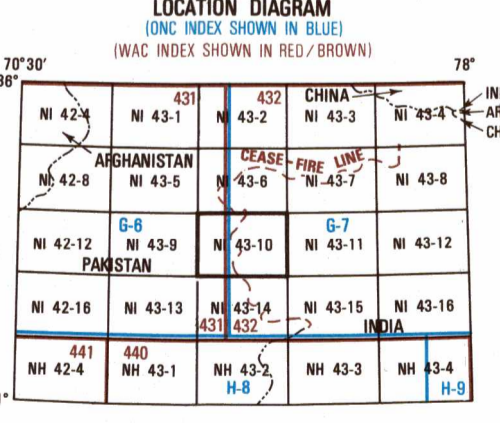 LOCATION DIAGRAM
(ONC INDEX SHOWN IN BLUE)
(WAC INDEX SHOWN IN RED/BROWN)
70°30' 78°
36°
431 432 CHINA IN
NI 42-4 NI 43-1 NI 43-2 NI 43-3 NI 43-4 AR
CH
AFGHANISTAN CEASE-FIRE LINE
NI 42-8 NI 43-5 NI 43-6 NI 43-7 NI 43-8
G-6 G-7
NI 42-12 NI 43-9 NI 43-10 NI 43-11 NI 43-12
PAKISTAN
NI 42-16 NI 43-13 NI 43-14 NI 43-15 NI 43-16
431 432 INDIA
441 440
NH 42-4 NH 43-1 NH 43-2 NH 43-3 NH 43-4
H-8 H-9